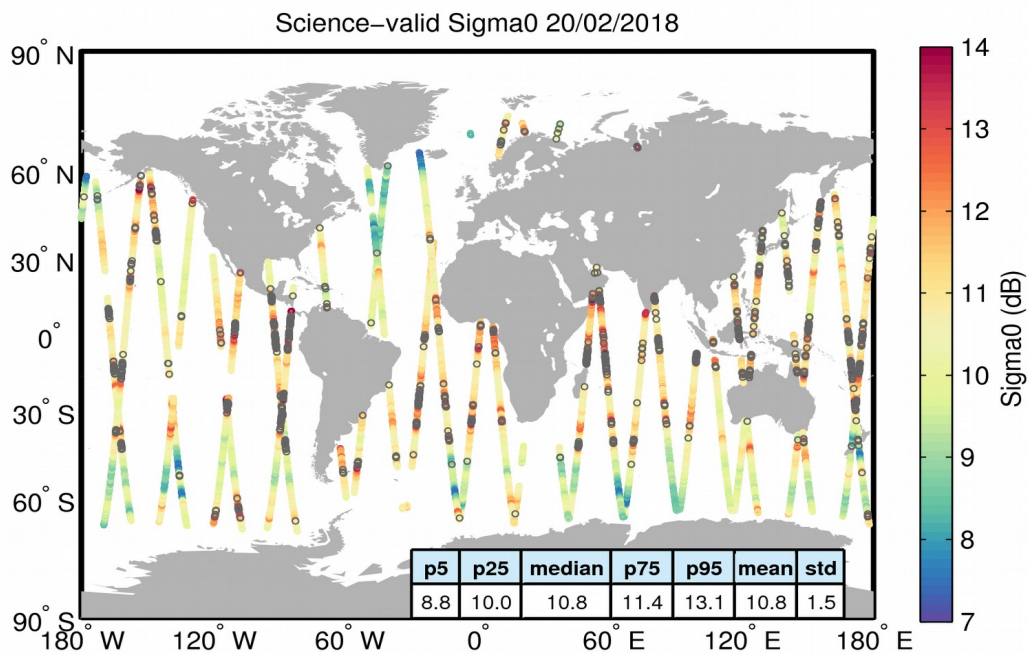 Science−valid Sigma0 20/02/2018
90° N
60° N
30° N
0°
30° S
60° S
90° S
180° W
120° W
60° W
0°
60° E
120° E
180° E
p5 p25 median p75 p95 mean std
8.8 10.0 10.8 11.4 13.1 10.8 1.5
14
13
12
11
10
9
8
7
Sigma0 (dB)